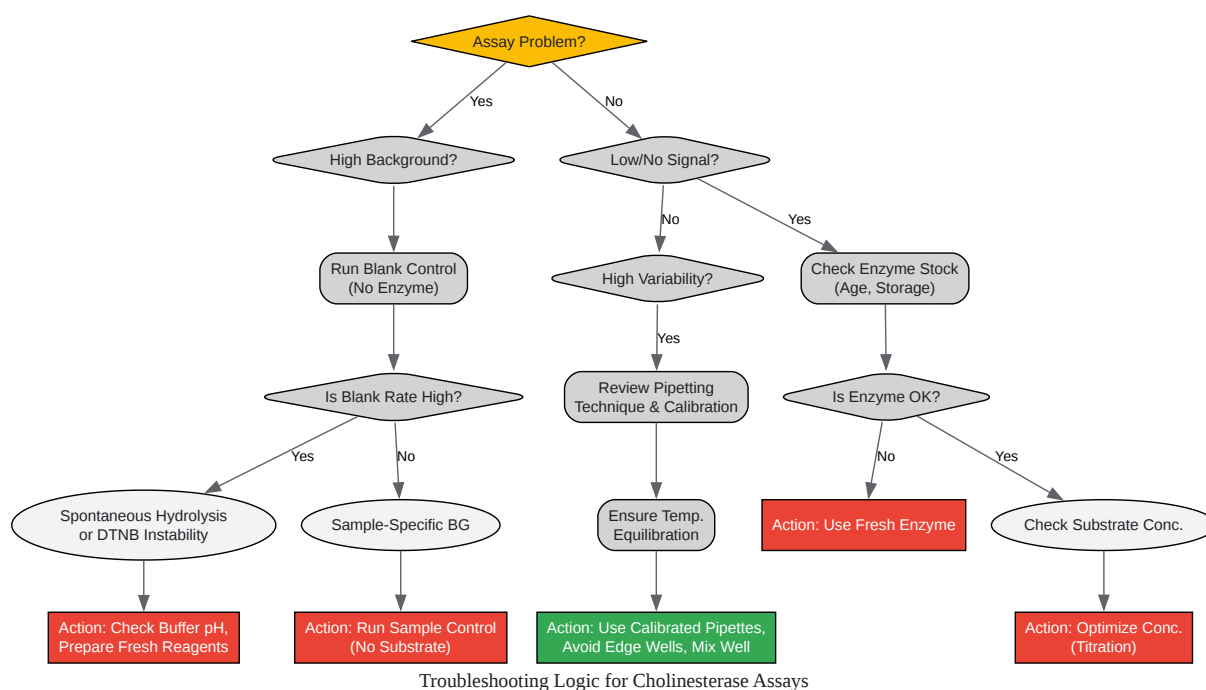 Assay Problem?
Yes
No
High Background?
Low/No Signal?
No
Yes
Run Blank Control
(No Enzyme)
High Variability?
Check Enzyme Stock
(Age, Storage)
Yes
Is Blank Rate High?
Review Pipetting
Technique & Calibration
Is Enzyme OK?
Yes
No
No
Yes
Spontaneous Hydrolysis
or DTNB Instability
Sample-Specific BG
Ensure Temp.
Equilibration
Action: Use Fresh Enzyme
Check Substrate Conc.
Action: Check Buffer pH,
Prepare Fresh Reagents
Action: Run Sample Control
(No Substrate)
Action: Use Calibrated Pipettes,
Avoid Edge Wells, Mix Well
Action: Optimize Conc.
(Titration)
Troubleshooting Logic for Cholinesterase Assays